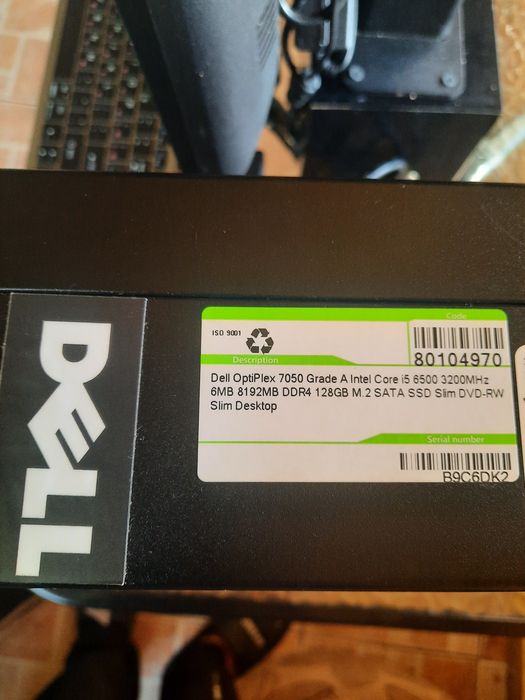 DELL
ISO 9001
Code
80104970
Description
Dell OptiPlex 7050 Grade A Intel Core i5 6500 3200MHz
6MB 8192MB DDR4 128GB M.2 SATA SSD Slim DVD-RW
Slim Desktop
Serial number
B9C6DK2